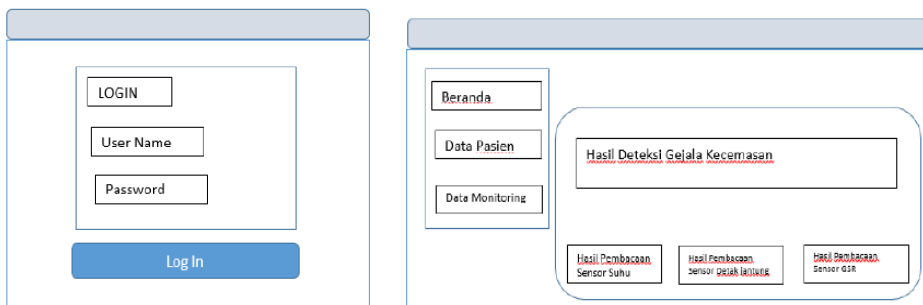 LOGIN
User Name
Password
Log In
Beranda
Data Pasien
Data Monitoring
Hasil Deteksi Gejala Kecemasan
Hasil Pembacaan
Sensor Suhu
Hasil Pembacaan
Sensor Detak Jantung
Hasil Pembacaan
Sensor GSR